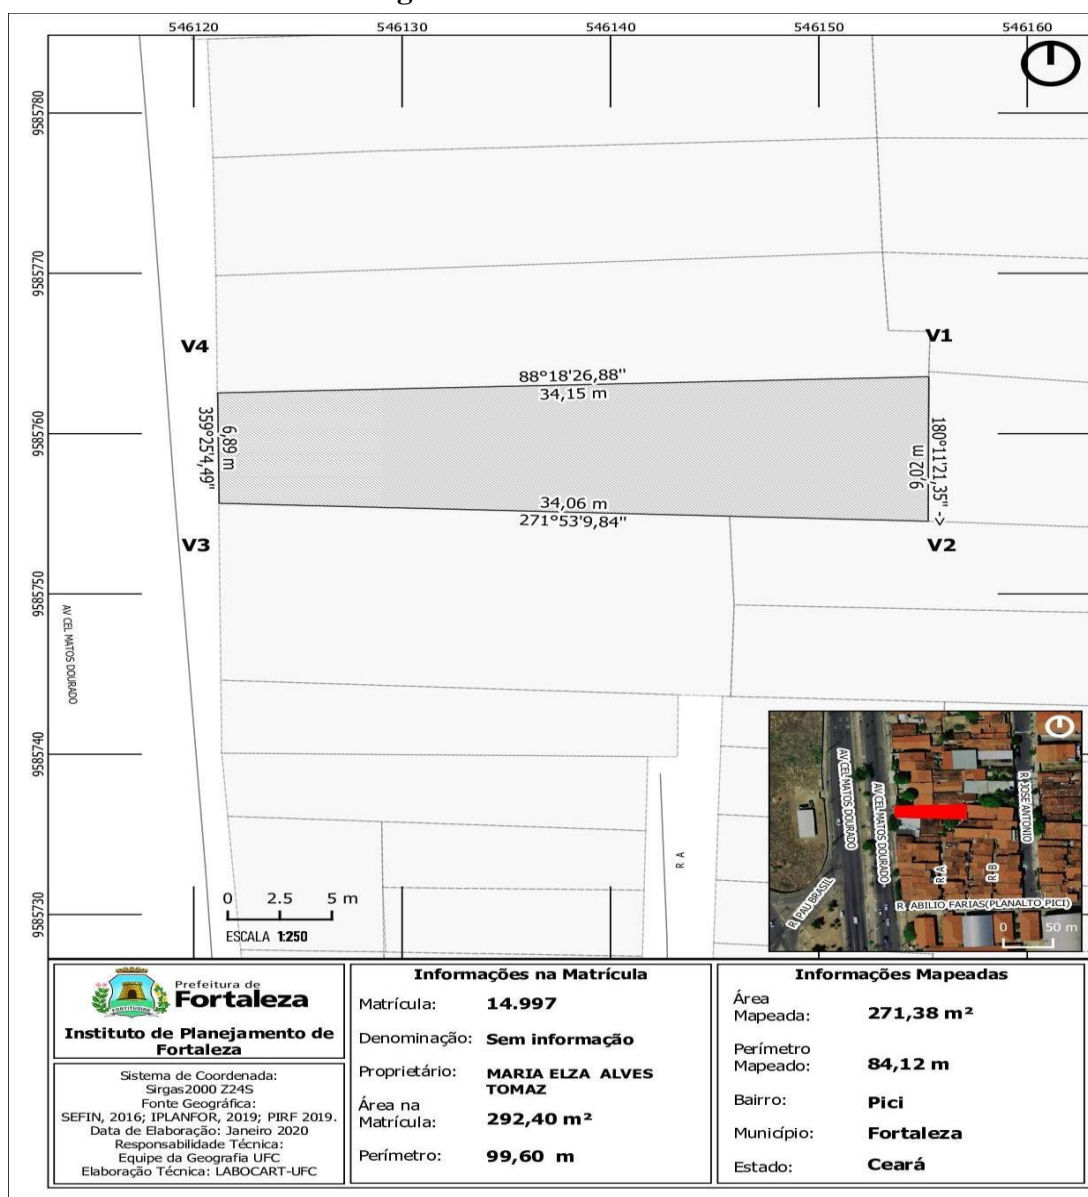 546120
546130
546140
546150
546160
9585780
9585770
9585760
9585750
9585740
9585730
V4
V1
88°18'26,88"
34,15 m
6,89 m
359°25'4,49"
180°11'21,35" ->
9,02 m
34,06 m
271°53'9,84"
V3
V2
AV CEL MATOS DOURADO
R A
0 2.5 5 m
ESCALA 1:250
AV CEL MATOS DOURADO
AV CEL MATOS DOURADO
R. JOSE ANTONIO
R A
R B
R. PAU BRASIL
R. ABILIO FARIAS(PLANALTO PICI)
0 50 m
Prefeitura de
Fortaleza
FORTITUDINE
Instituto de Planejamento de
Fortaleza
Sistema de Coordenada:
Sirgas2000 Z24S
Fonte Geográfica:
SEFIN, 2016; IPLANFOR, 2019; PIRF 2019.
Data de Elaboração: Janeiro 2020
Responsabilidade Técnica:
Equipe da Geografia UFC
Elaboração Técnica: LABOCART-UFC
Informações na Matrícula
Matrícula: 14.997
Denominação: Sem informação
Proprietário: MARIA ELZA ALVES
TOMAZ
Área na
Matrícula: 292,40 m²
Perímetro: 99,60 m
Informações Mapeadas
Área
Mapeada: 271,38 m²
Perímetro
Mapeado: 84,12 m
Bairro: Pici
Município: Fortaleza
Estado: Ceará